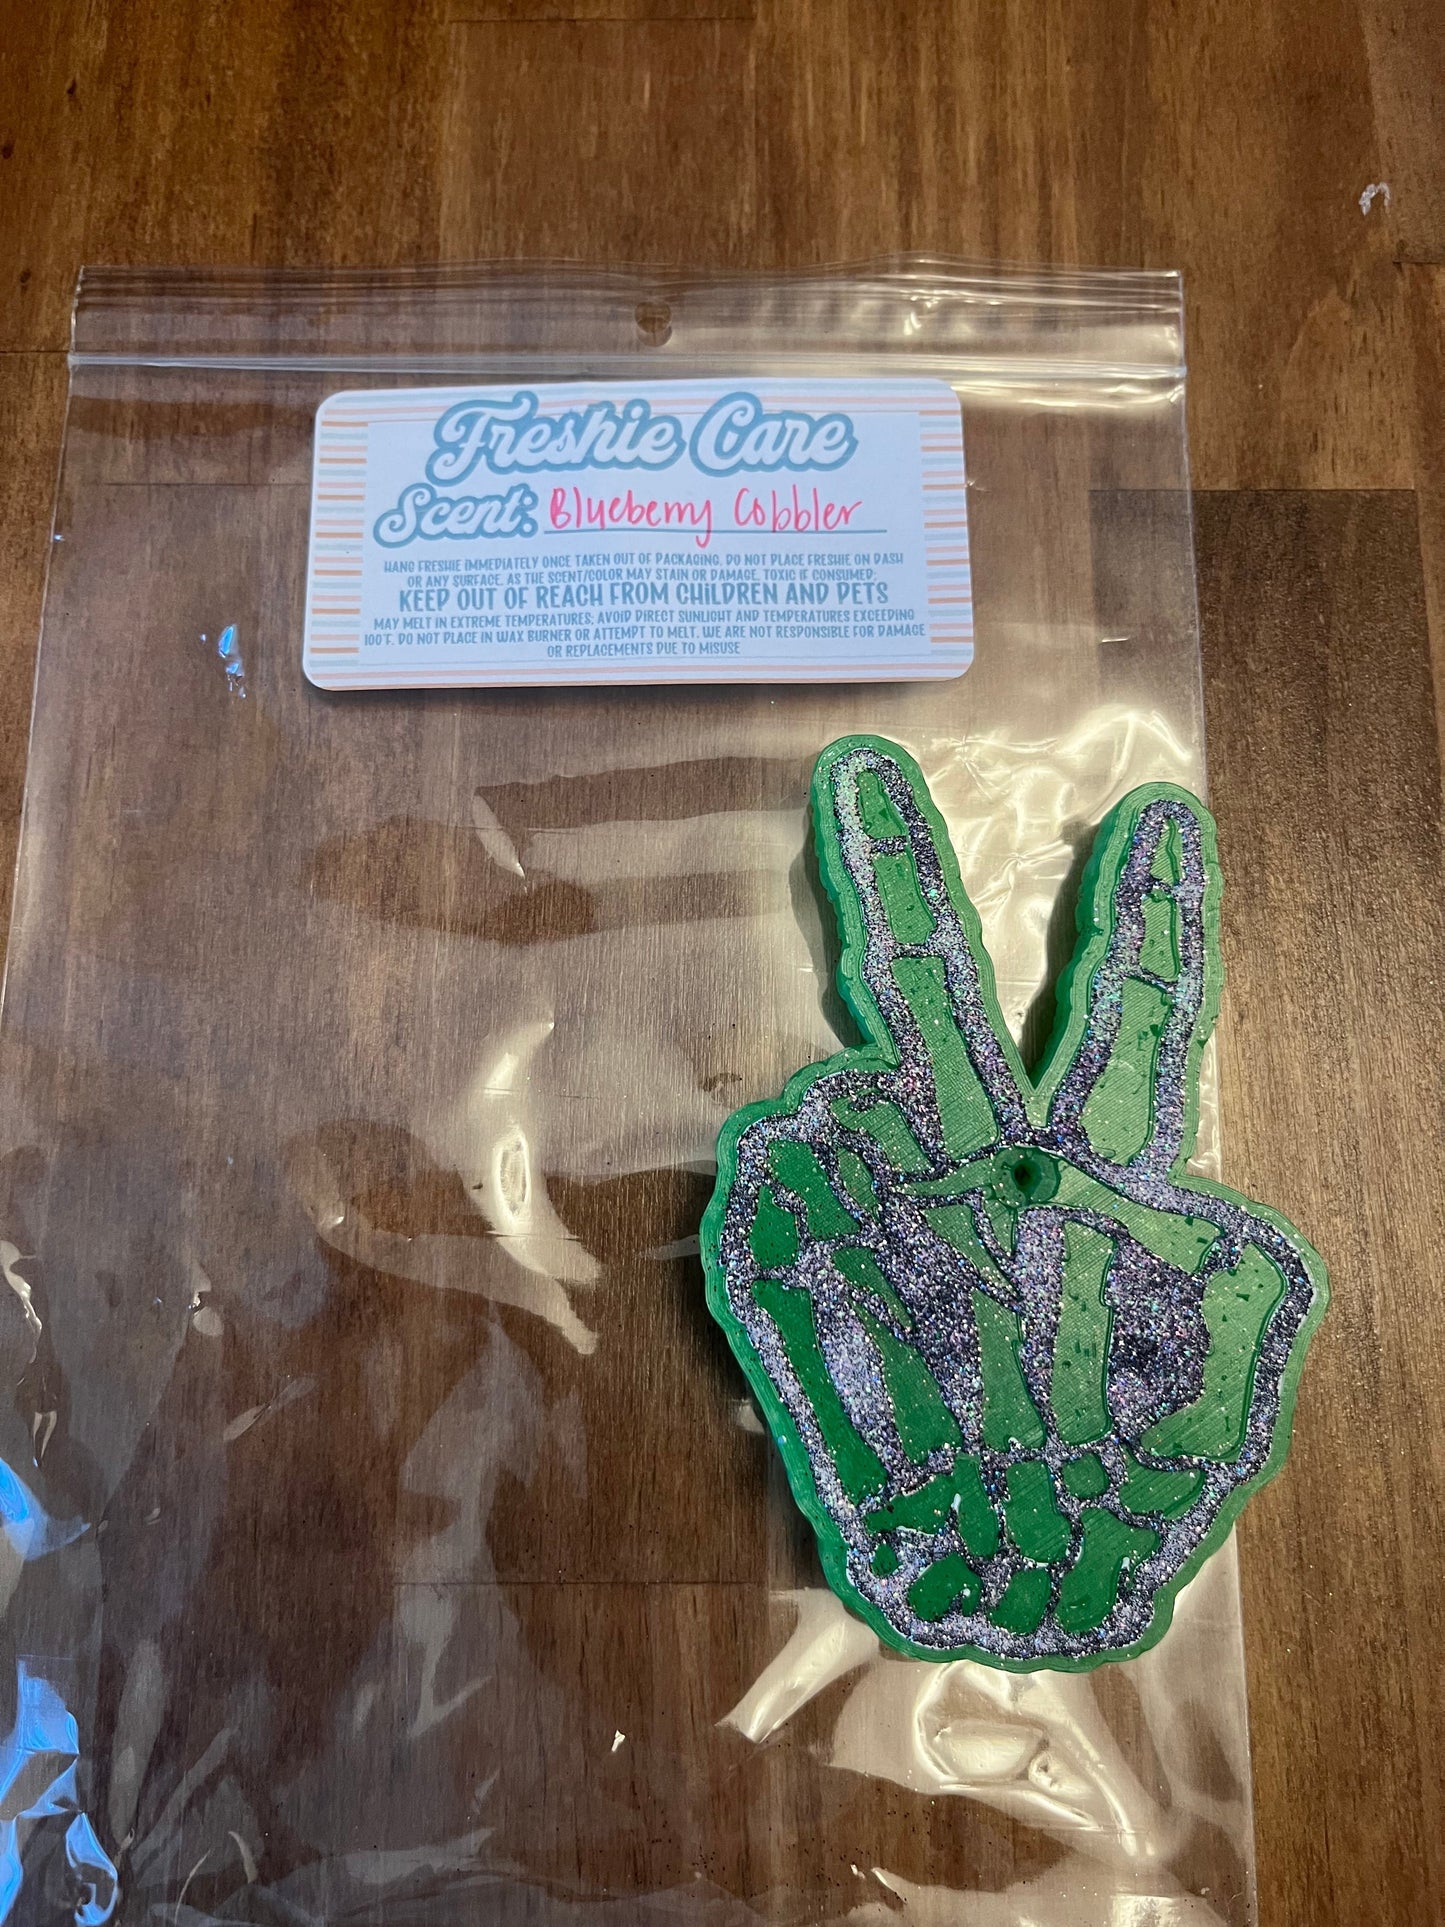 Freshie Care
Scent: Blueberry Cobbler
HANG FRESHIE IMMEDIATELY ONCE TAKEN OUT OF PACKAGING. DO NOT PLACE FRESHIE ON DASH
OR ANY SURFACE, AS THE SCENT/COLOR MAY STAIN OR DAMAGE. TOXIC IF CONSUMED;
KEEP OUT OF REACH FROM CHILDREN AND PETS
MAY MELT IN EXTREME TEMPERATURES; AVOID DIRECT SUNLIGHT AND TEMPERATURES EXCEEDING
100°F. DO NOT PLACE IN WAX BURNER OR ATTEMPT TO MELT. WE ARE NOT RESPONSIBLE FOR DAMAGE
OR REPLACEMENTS DUE TO MISUSE